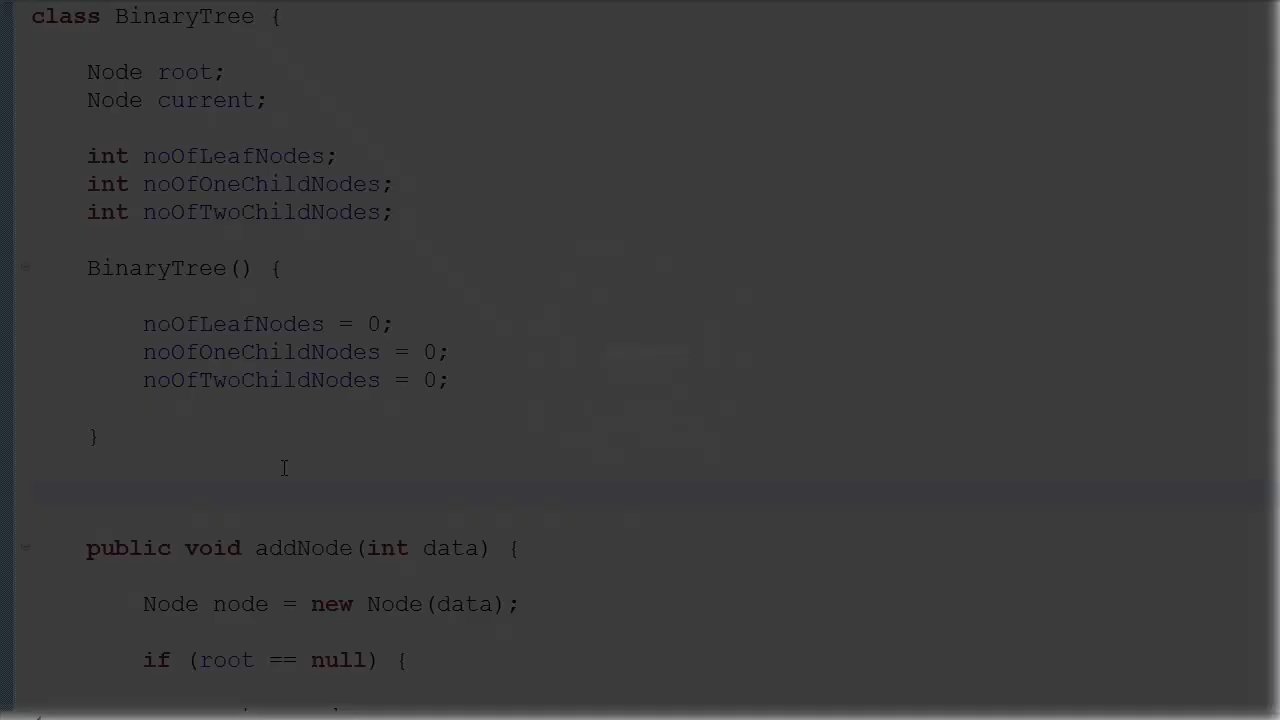 class BinaryTree {
Node root;
Node current;
int noOfLeafNodes;
int noOfOneChildNodes;
int noOfTwoChildNodes;
BinaryTree() {
noOfLeafNodes = 0;
noOfOneChildNodes = 0;
noOfTwoChildNodes = 0;
}
public void addNode(int data) {
Node node = new Node(data);
if (root == null) {